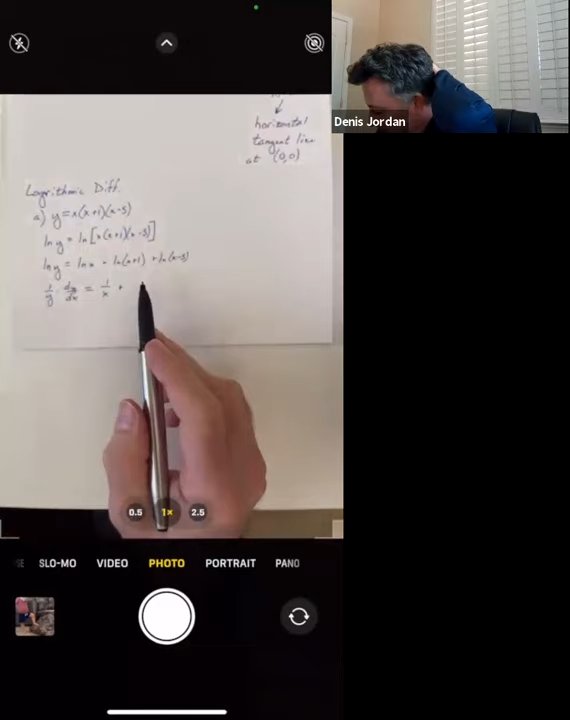 Denis Jordan
horizontal
tangent line
at (0,0)
Logarithmic Diff.
a) y=x(x+1)(x-5)
ln y = ln[x(x+1)(x-5)]
ln y = ln x + ln(x+1) + ln(x-5)
1/y dy/dx = 1/x +
0.5 1× 2.5
SLO-MO VIDEO PHOTO PORTRAIT PANO